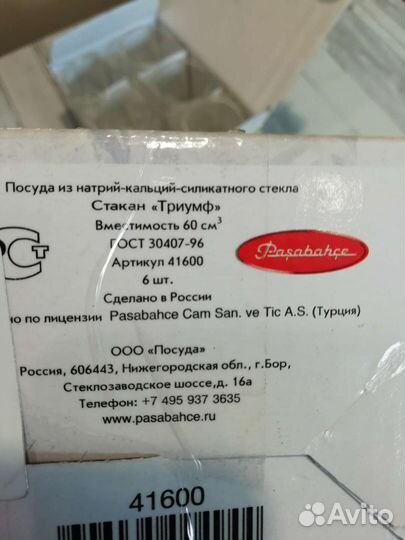 Посуда из натрий-кальций-силикатного стекла
Стакан «Триумф»
Вместимость 60 см³
ГОСТ 30407-96
Артикул 41600
6 шт.
Сделано в России
но по лицензии Pasabahce Cam San. ve Tic A.S. (Турция)
Paşabahçe
ООО «Посуда»
Россия, 606443, Нижегородская обл., г.Бор,
Стеклозаводское шоссе, д. 16а
Телефон: +7 495 937 3635
www.pasabahce.ru
41600
Avito